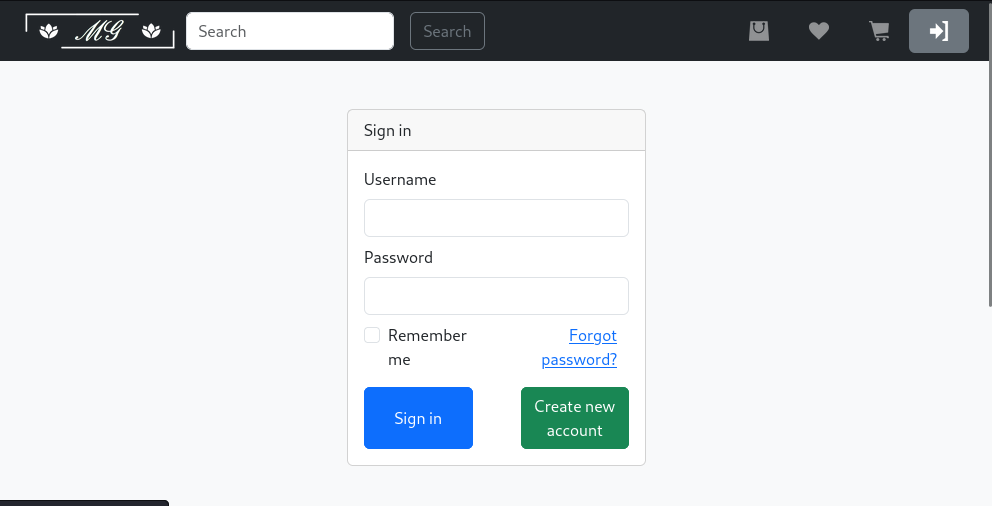 MG
Search
Search
Sign in
Username
Password
Remember
me
Forgot
password?
Sign in
Create new
account